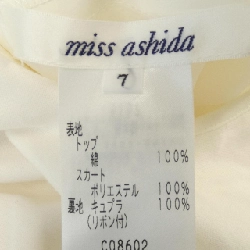 miss ashida
7
表地
トップ
綿 100%
スカート
ポリエステル 100%
裏地 キュプラ 100%
(リボン付)